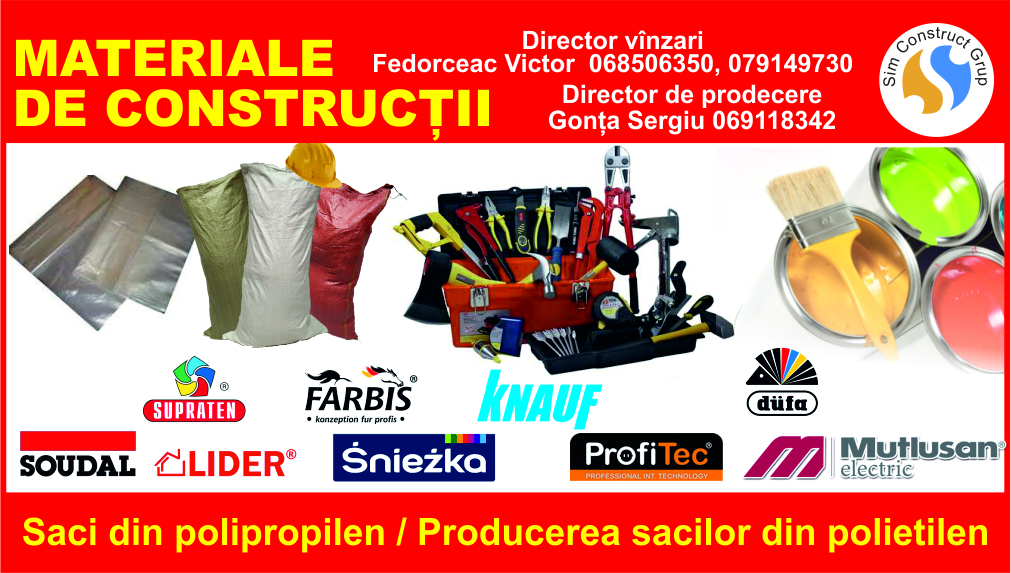 MATERIALE
DE CONSTRUCȚII
Director vînzari
Fedorceac Victor 068506350, 079149730
Director de prodecere
Gonța Sergiu 069118342
Sim Construct Grup
SUPRATEN ®
FARBIS ®
• konzeption fur profis •
KNAUF
düfa
SOUDAL
LIDER®
Śnieżka
ProfiTec®
PROFESSIONAL INT. TECHNOLOGY
Mutlusan®
electric
Saci din polipropilen / Producerea sacilor din polietilen